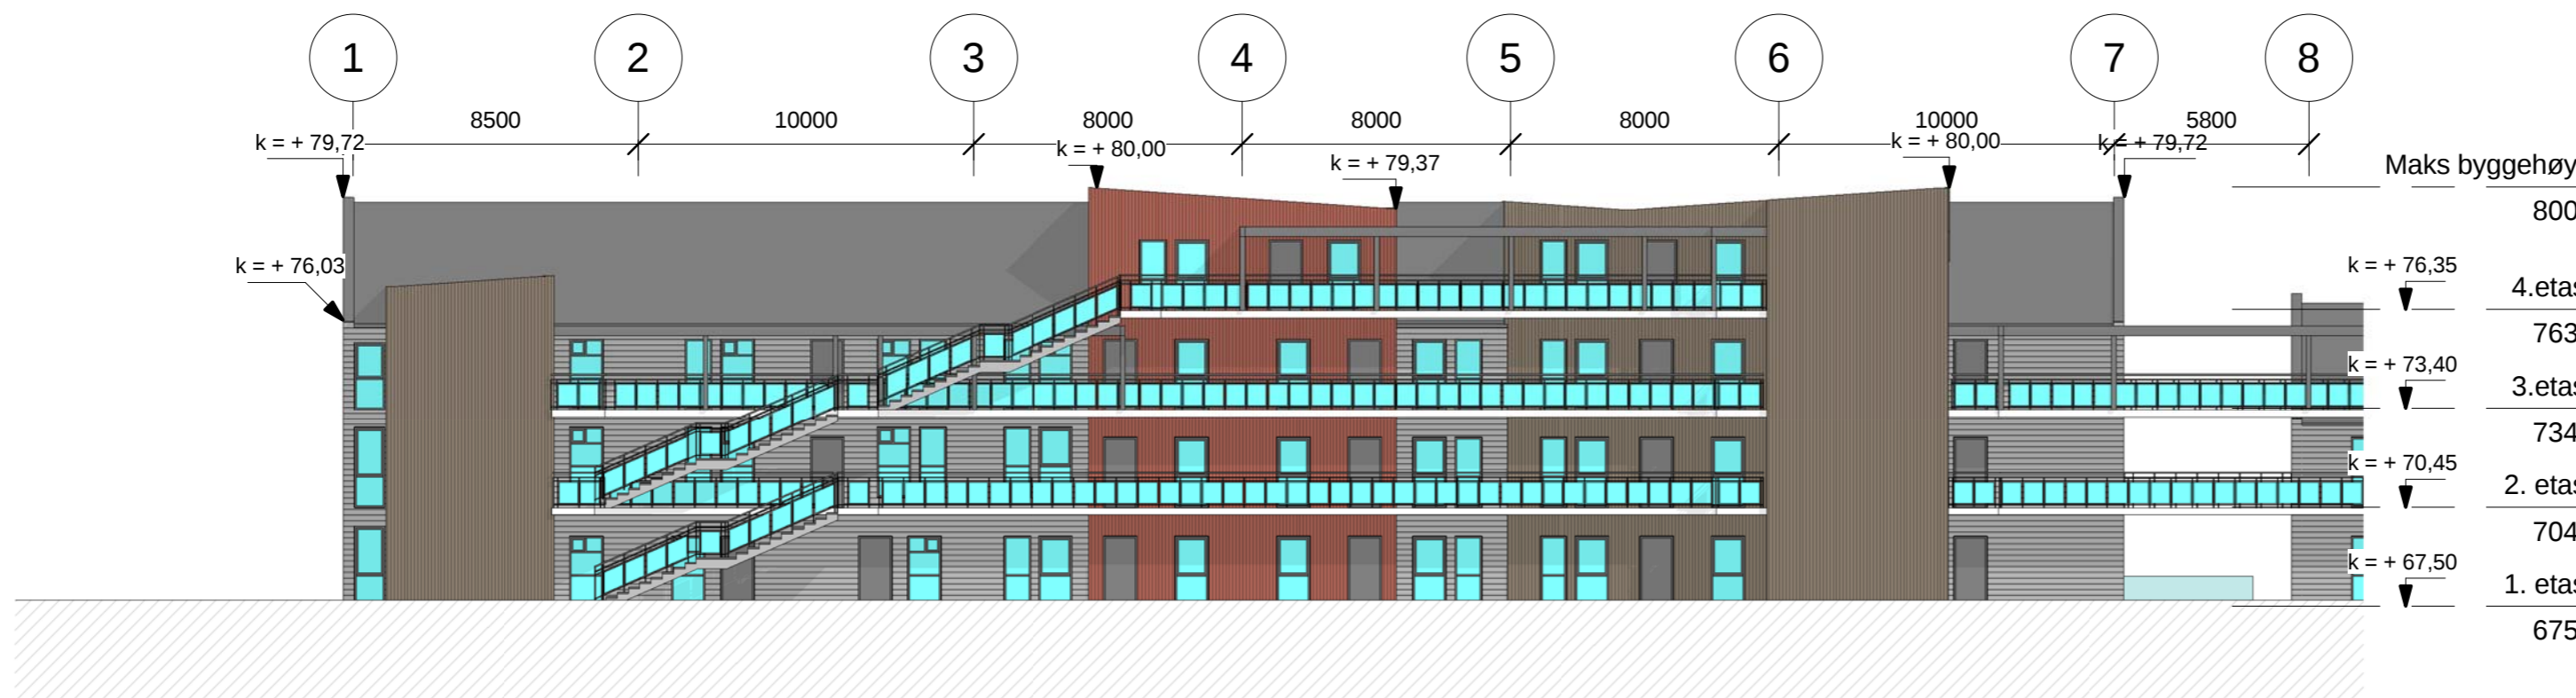 1 2 3 4 5 6 7 8
8500 10000 8000 8000 8000 10000 5800
k = + 79,72 k = + 80,00 k = + 79,37 k = + 80,00 k = + 79,72
Maks byggehøy
800
k = + 76,03
k = + 76,35
4.etas
763
k = + 73,40
3.etas
734
k = + 70,45
2. etas
704
k = + 67,50
1. etas
675